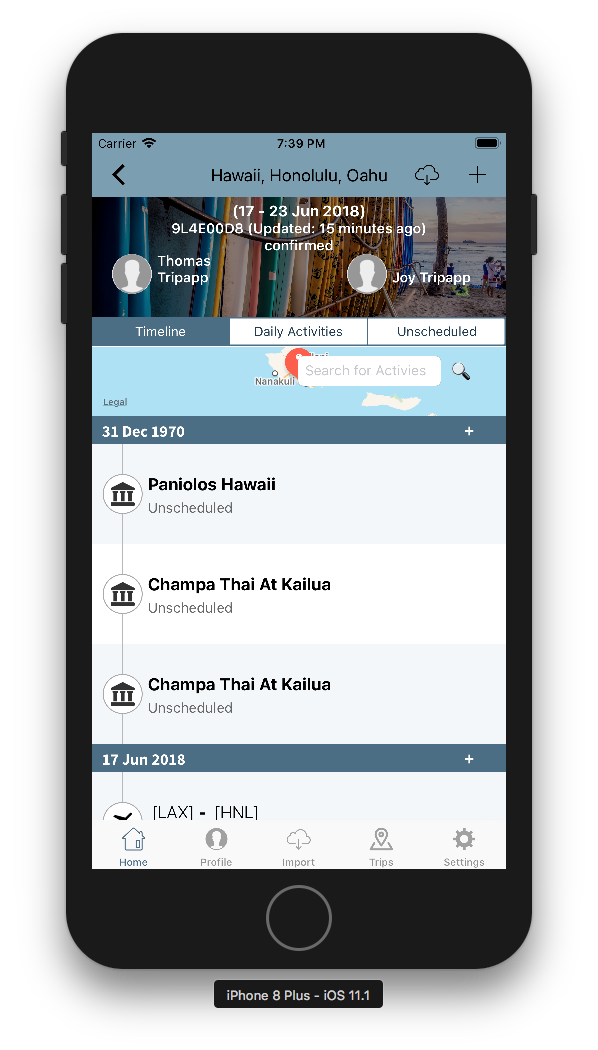 Carrier 7:39 PM
Hawaii, Honolulu, Oahu
(17 - 23 Jun 2018)
9L4E00D8 (Updated: 15 minutes ago)
confirmed
Thomas
Tripapp
Joy Tripapp
Timeline Daily Activities Unscheduled
Search for Activies
Nanakuli
Legal
31 Dec 1970 +
Paniolos Hawaii
Unscheduled
Champa Thai At Kailua
Unscheduled
Champa Thai At Kailua
Unscheduled
17 Jun 2018 +
[LAX] - [HNL]
Home Profile Import Trips Settings
iPhone 8 Plus - iOS 11.1